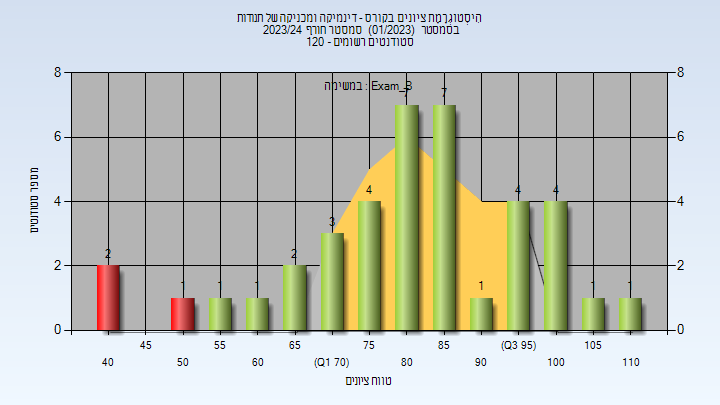 היסטוגרמת ציונים בקורס - דינמיקה ומכניקה של חנודות
בסמסטר (01/2023) סמסטר חורף 2023/24
סטודנטים רשומים - 120
במשימה : Exam_B
מספר סטודנטים
8 8
6 6
4 4
2 2
0 0
2 1 1 2 3 4 7 7 1 4 4 1 1
45 55 65 75 85 (Q3 95) 105
40 50 60 (Q1 70) 80 90 100 110
טווח ציונים